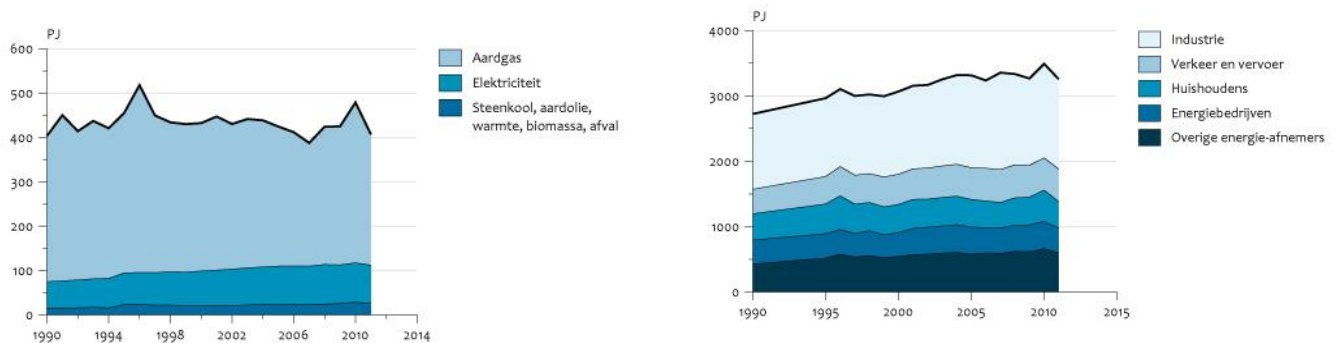 PJ
600
500
400
300
200
100
0
1990 1994 1998 2002 2006 2010 2014
Aardgas
Elektriciteit
Steenkool, aardolie,
warmte, biomassa, afval
PJ
4000
3000
2000
1000
0
1990 1995 2000 2005 2010 2015
Industrie
Verkeer en vervoer
Huishoudens
Energiebedrijven
Overige energie-afnemers